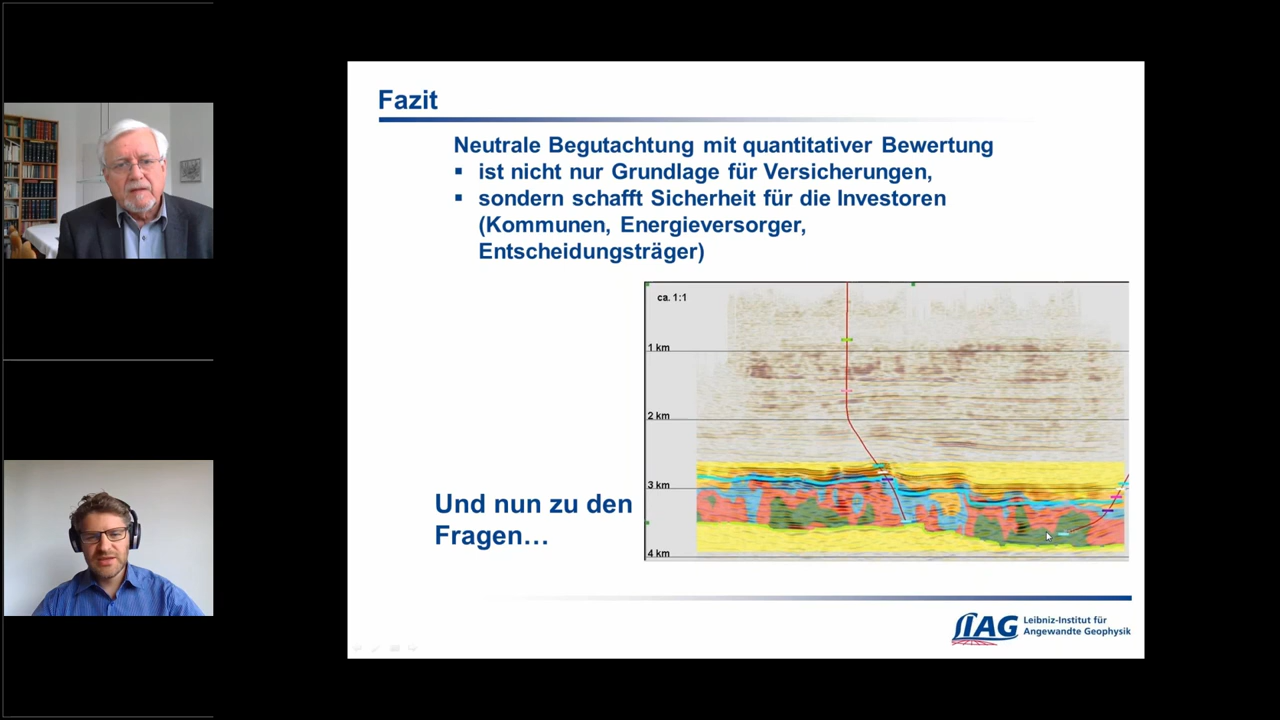 Fazit
Neutrale Begutachtung mit quantitativer Bewertung
▪ ist nicht nur Grundlage für Versicherungen,
▪ sondern schafft Sicherheit für die Investoren
(Kommunen, Energieversorger,
Entscheidungsträger)
ca. 1:1
1 km
2 km
3 km
4 km
Und nun zu den
Fragen…
LIAG
Leibniz-Institut für
Angewandte Geophysik